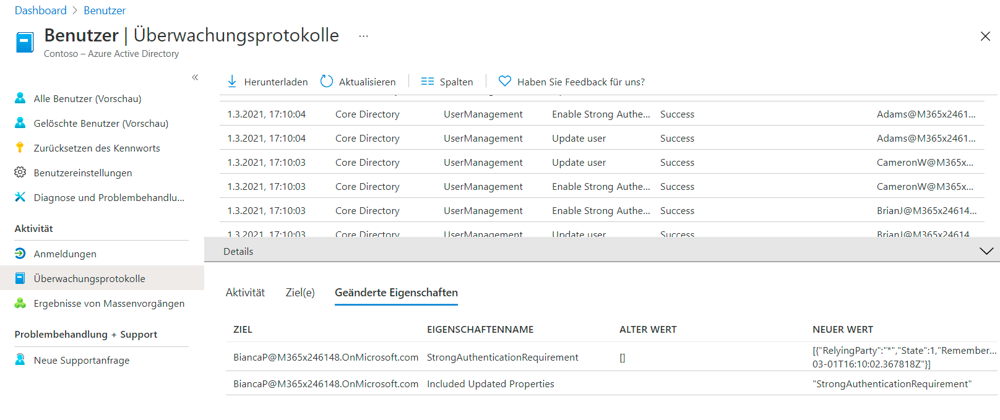 Dashboard > Benutzer
Benutzer | Überwachungsprotokolle ...
Contoso – Azure Active Directory
«
Alle Benutzer (Vorschau)
Gelöschte Benutzer (Vorschau)
Zurücksetzen des Kennworts
Benutzereinstellungen
Diagnose und Problembehandlu...
Aktivität
Anmeldungen
Überwachungsprotokolle
Ergebnisse von Massenvorgängen
Problembehandlung + Support
Neue Supportanfrage
Herunterladen Aktualisieren Spalten Haben Sie Feedback für uns?
1.3.2021, 17:10:04 Core Directory UserManagement Enable Strong Authe... Success Adams@M365x2461...
1.3.2021, 17:10:04 Core Directory UserManagement Update user Success Adams@M365x2461...
1.3.2021, 17:10:03 Core Directory UserManagement Update user Success CameronW@M365x...
1.3.2021, 17:10:03 Core Directory UserManagement Enable Strong Authe... Success CameronW@M365x...
1.3.2021, 17:10:03 Core Directory UserManagement Enable Strong Authe... Success BrianJ@M365x24614...
1.3.2021, 17:10:03 Core Directory UserManagement Update user Success BrianJ@M365x24614
Details
Aktivität Ziel(e) Geänderte Eigenschaften
ZIEL EIGENSCHAFTENNAME ALTER WERT NEUER WERT
BiancaP@M365x246148.OnMicrosoft.com StrongAuthenticationRequirement [] [{"RelyingParty":"*","State":1,"Remember...
03-01T16:10:02.367818Z"}]
BiancaP@M365x246148.OnMicrosoft.com Included Updated Properties "StrongAuthenticationRequirement"